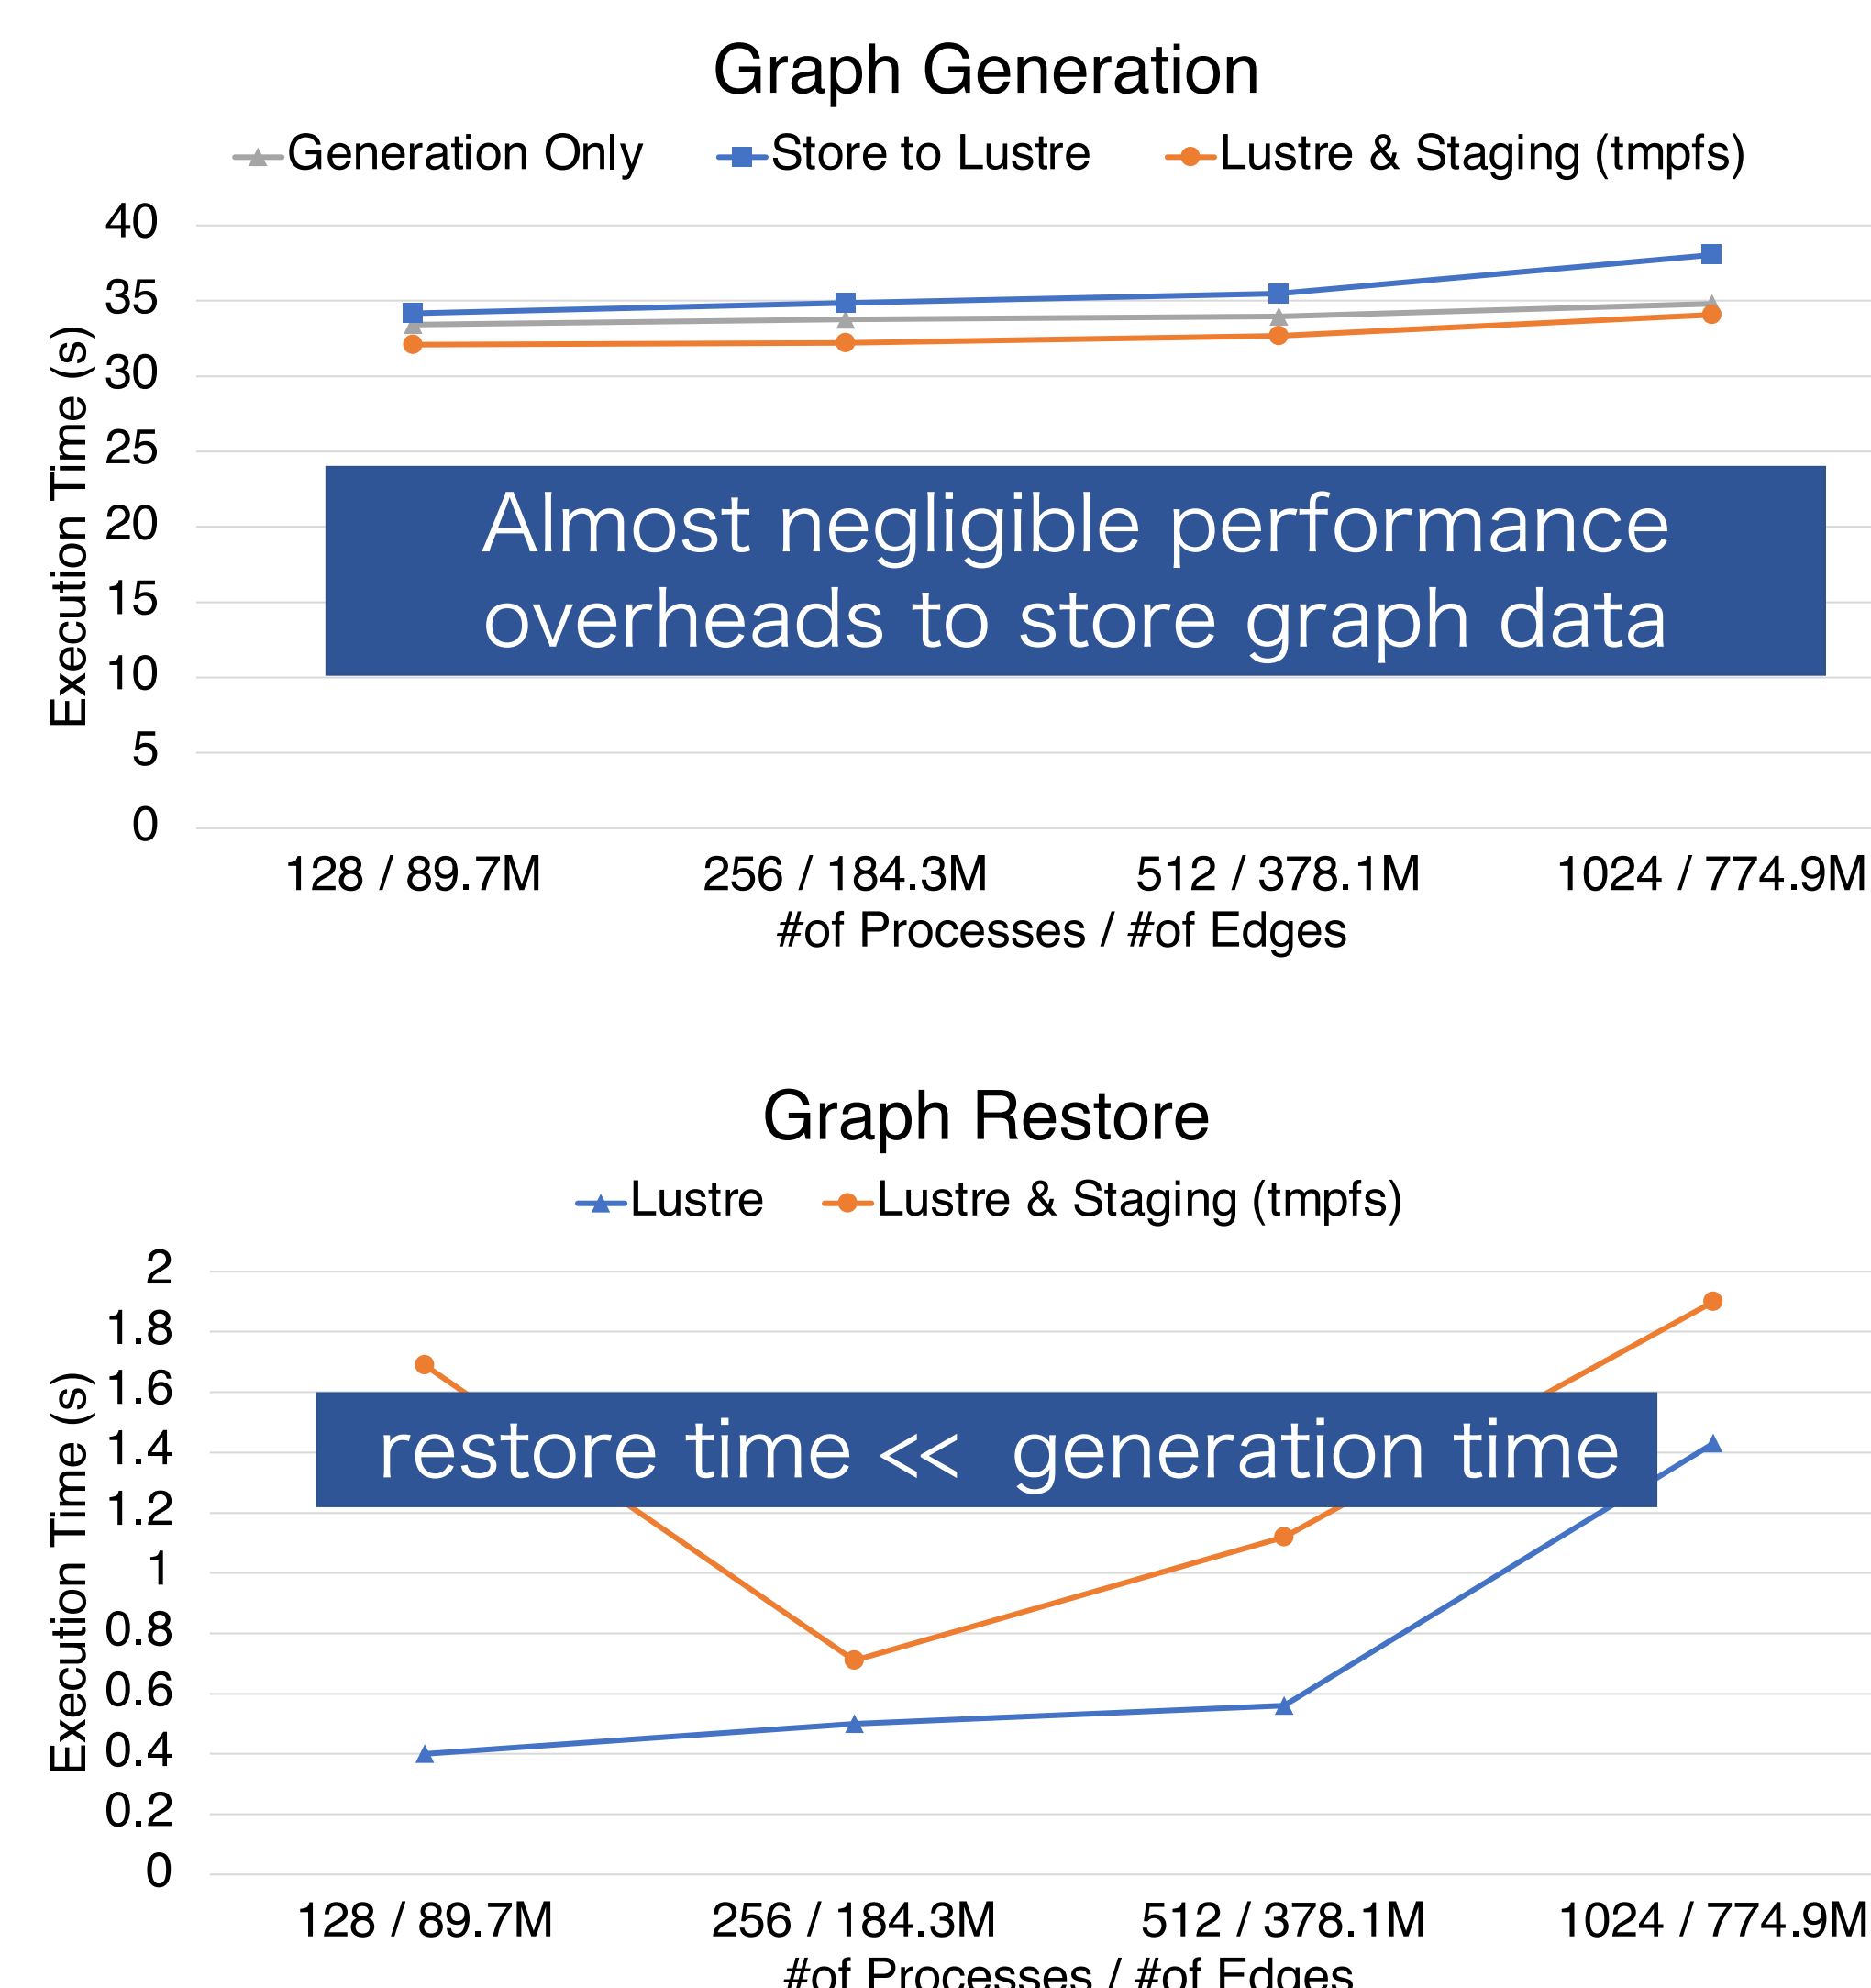 Graph Generation
Generation Only Store to Lustre Lustre & Staging (tmpfs)
40
35
30
25
20
15
10
5
0
Execution Time (s)
Almost negligible performance
overheads to store graph data
128 / 89.7M 256 / 184.3M 512 / 378.1M 1024 / 774.9M
#of Processes / #of Edges
Graph Restore
Lustre Lustre & Staging (tmpfs)
2
1.8
1.6
1.4
1.2
1
0.8
0.6
0.4
0.2
0
Execution Time (s)
restore time << generation time
128 / 89.7M 256 / 184.3M 512 / 378.1M 1024 / 774.9M
#of Processes / #of Edges